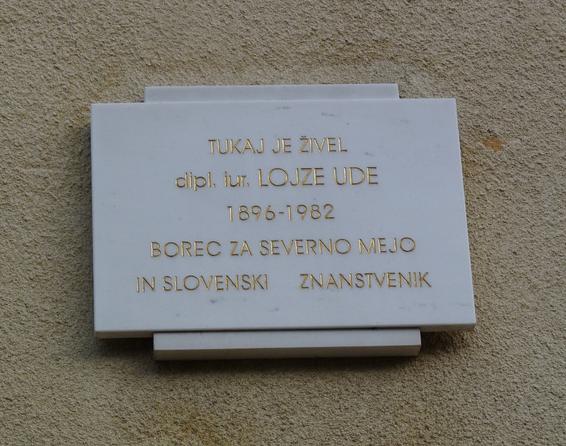 TUKAJ JE ŽIVEL
dipl. iur. LOJZE UDE
1896-1982
BOREC ZA SEVERNO MEJO
IN SLOVENSKI ZNANSTVENIK